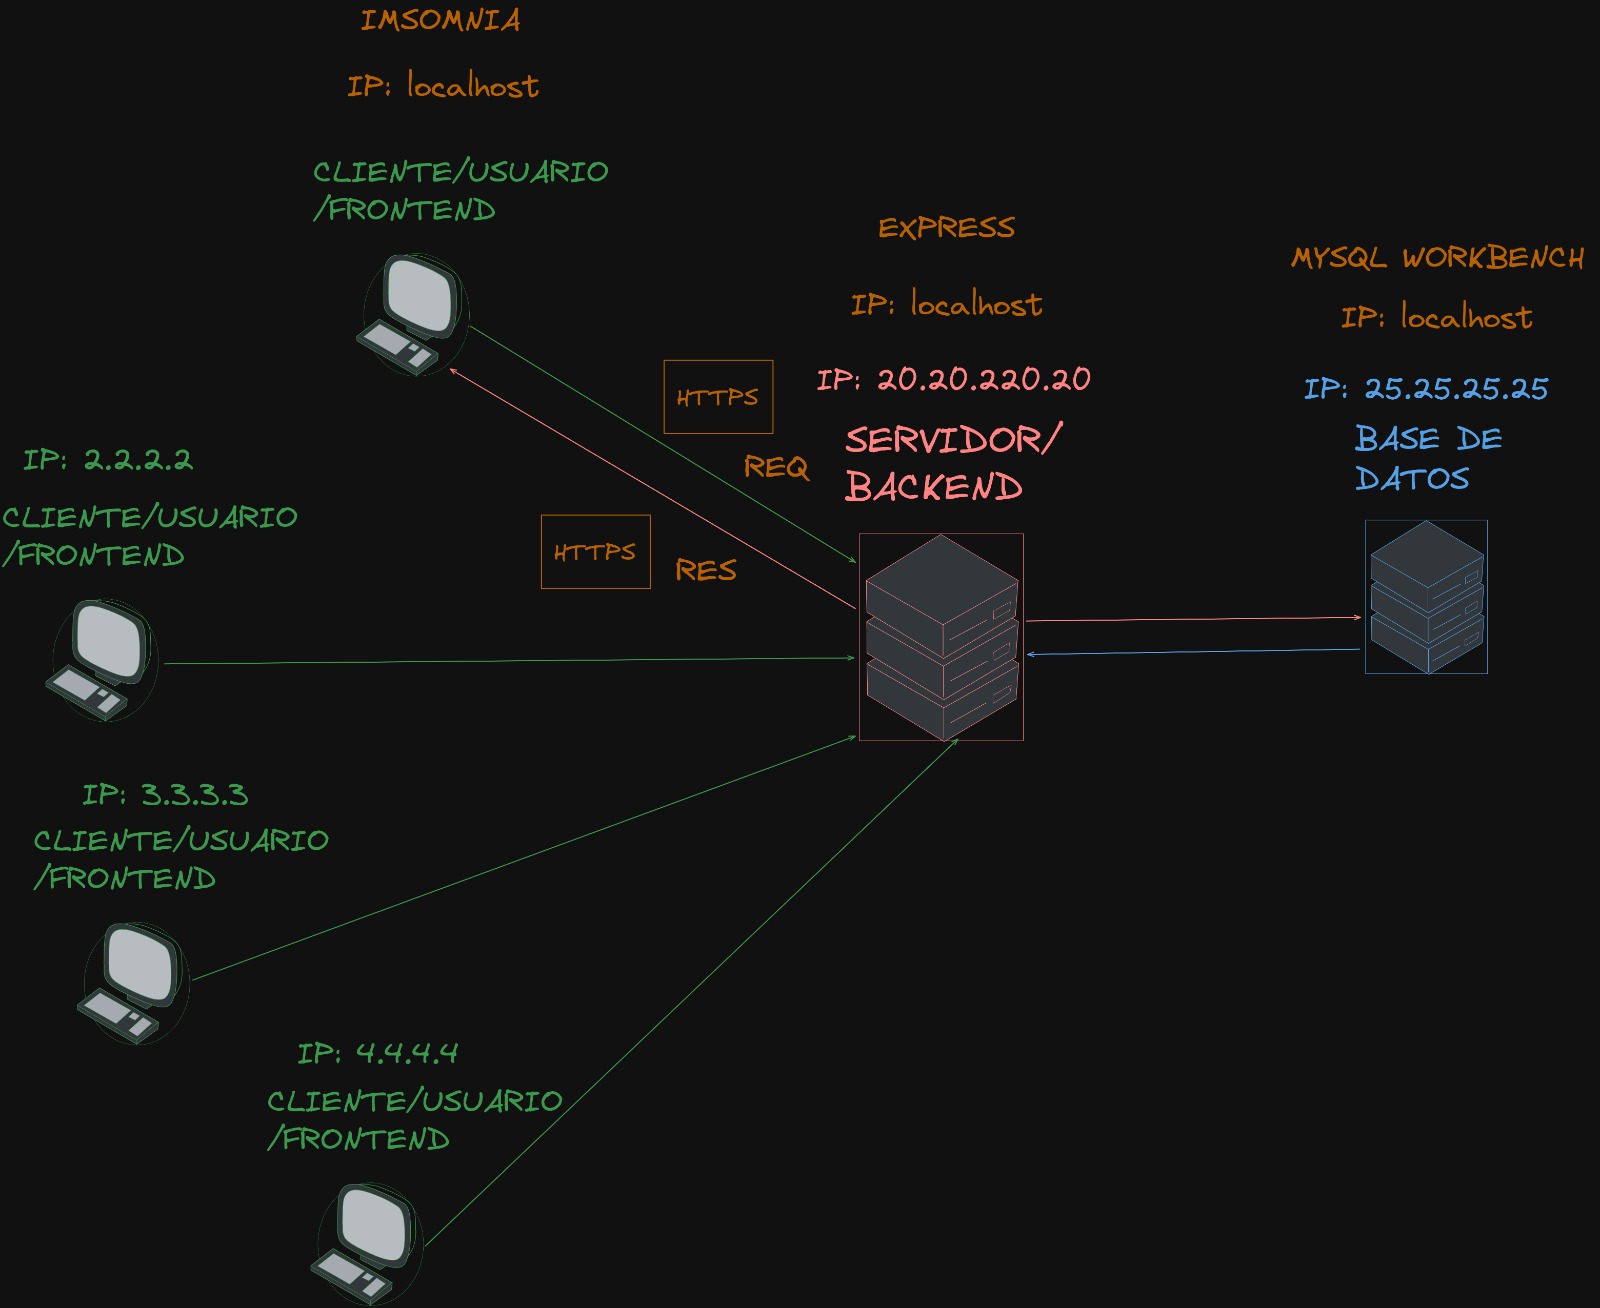 IMSOMNIA
IP: localhost
CLIENTE/USUARIO
/FRONTEND
EXPRESS
IP: localhost
IP: 20.20.220.20
SERVIDOR/
BACKEND
MYSQL WORKBENCH
IP: localhost
IP: 25.25.25.25
BASE DE
DATOS
HTTPS
REQ
HTTPS
RES
IP: 2.2.2.2
CLIENTE/USUARIO
/FRONTEND
IP: 3.3.3.3
CLIENTE/USUARIO
/FRONTEND
IP: 4.4.4.4
CLIENTE/USUARIO
/FRONTEND